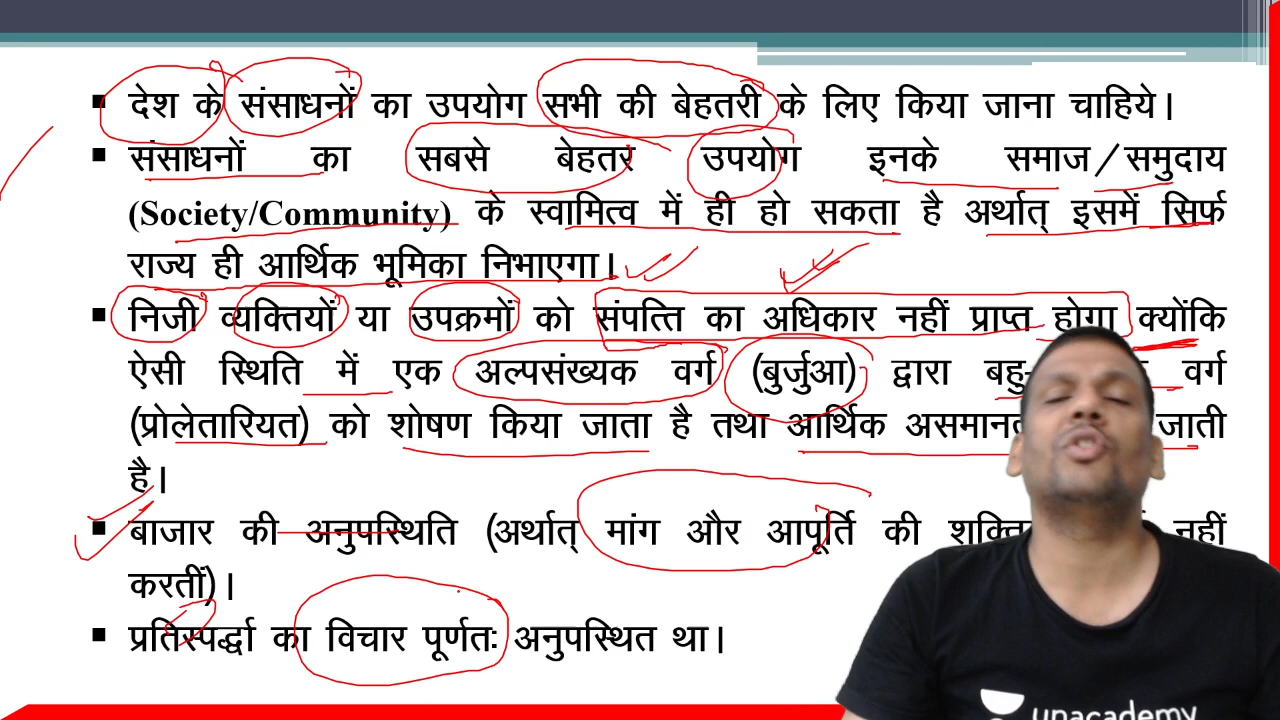 ▪ देश के संसाधनों का उपयोग सभी की बेहतरी के लिए किया जाना चाहिये।
▪ संसाधनों का सबसे बेहतर उपयोग इनके समाज/समुदाय
(Society/Community) के स्वामित्व में ही हो सकता है अर्थात् इसमें सिर्फ
राज्य ही आर्थिक भूमिका निभाएगा।
▪ निजी व्यक्तियों या उपक्रमों को संपत्ति का अधिकार नहीं प्राप्त होगा क्योंकि
ऐसी स्थिति में एक अल्पसंख्यक वर्ग (बुर्जुआ) द्वारा बहु- वर्ग
(प्रोलेतारियत) को शोषण किया जाता है तथा आर्थिक जाती
है।
▪ बाजार की अनुपस्थिति (अर्थात् मांग और आपूर्ति की नहीं
करतीं)।
▪ प्रतिस्पर्द्धा का विचार पूर्णतः अनुपस्थित था।
unacademy